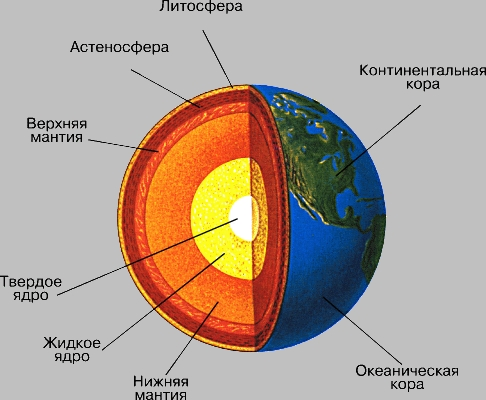 Литосфера
Астеносфера
Континентальная
кора
Верхняя
мантия
Твердое
ядро
Жидкое
ядро
Нижняя
мантия
Океаническая
кора